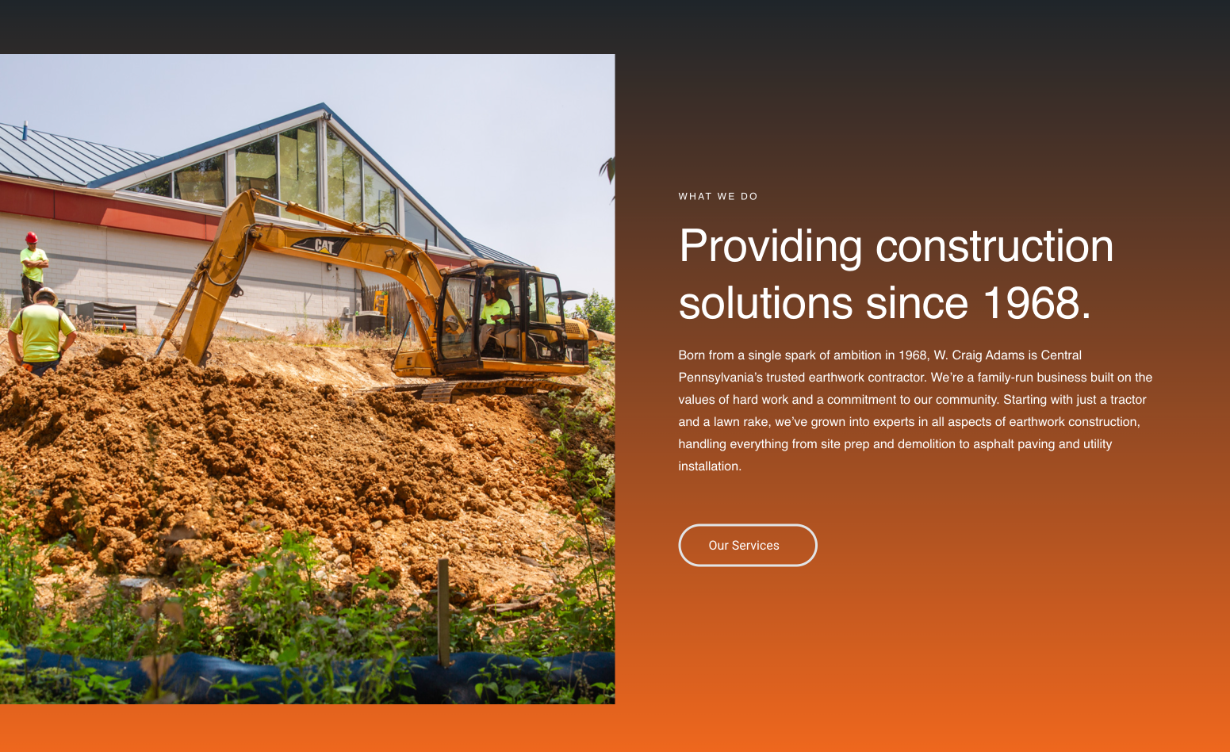 CAT
WHAT WE DO
Providing construction
solutions since 1968.
Born from a single spark of ambition in 1968, W. Craig Adams is Central
Pennsylvania’s trusted earthwork contractor. We’re a family-run business built on the
values of hard work and a commitment to our community. Starting with just a tractor
and a lawn rake, we’ve grown into experts in all aspects of earthwork construction,
handling everything from site prep and demolition to asphalt paving and utility
installation.
Our Services